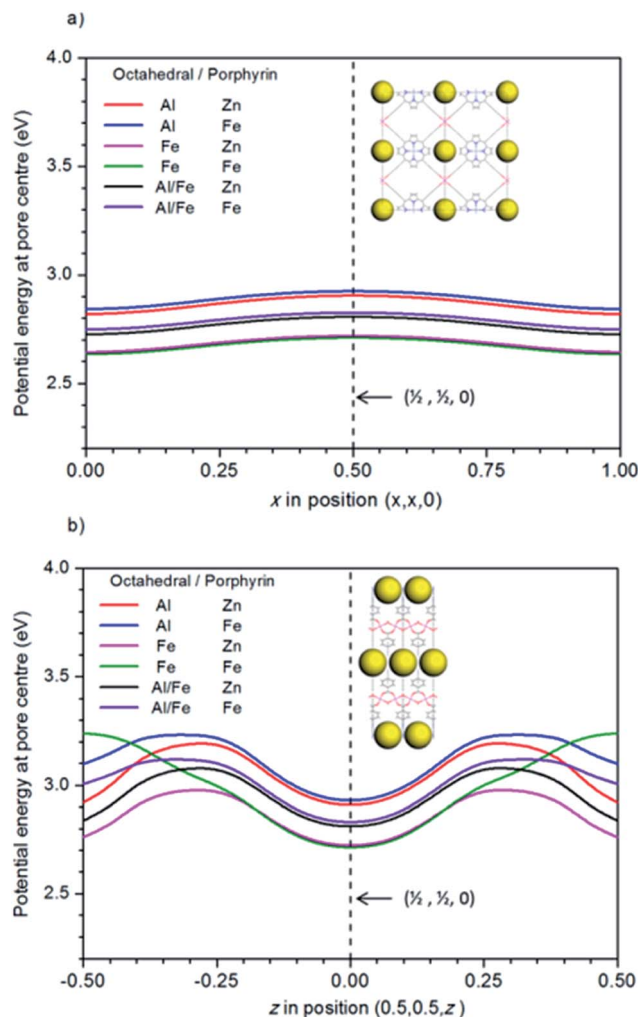 a)
Potential energy at pore centre (eV)
4.0
3.5
3.0
2.5
Octahedral / Porphyrin
Al Zn
Al Fe
Fe Zn
Fe Fe
Al/Fe Zn
Al/Fe Fe
(½ , ½, 0)
0.00 0.25 0.50 0.75 1.00
x in position (x,x,0)
b)
Potential energy at pore centre (eV)
4.0
3.5
3.0
2.5
Octahedral / Porphyrin
Al Zn
Al Fe
Fe Zn
Fe Fe
Al/Fe Zn
Al/Fe Fe
(½ , ½, 0)
-0.50 -0.25 0.00 0.25 0.50
z in position (0.5,0.5,z)